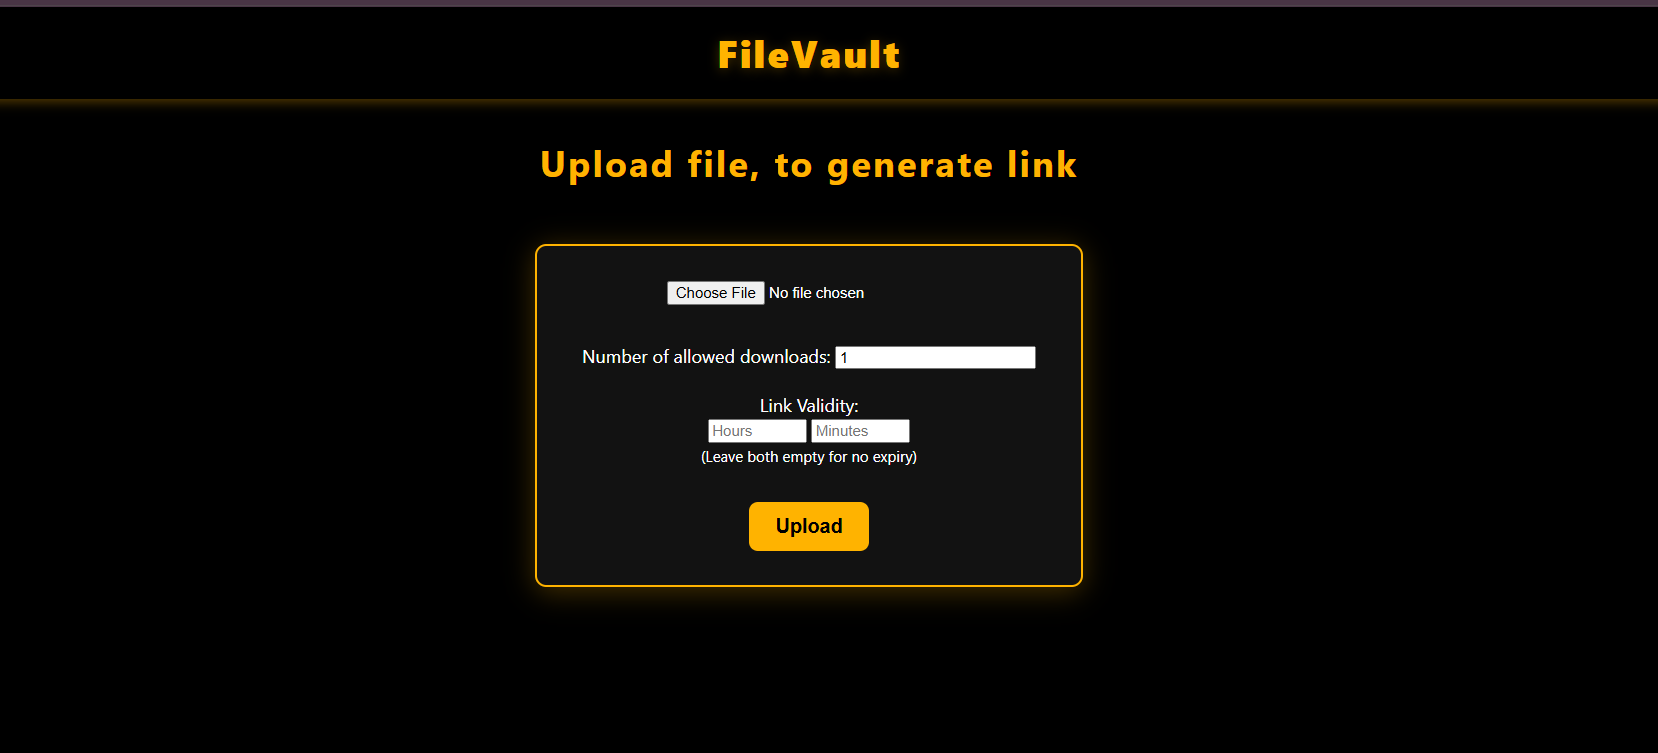 FileVault
Upload file, to generate link
Choose File No file chosen
Number of allowed downloads: 1
Link Validity:
Hours Minutes
(Leave both empty for no expiry)
Upload